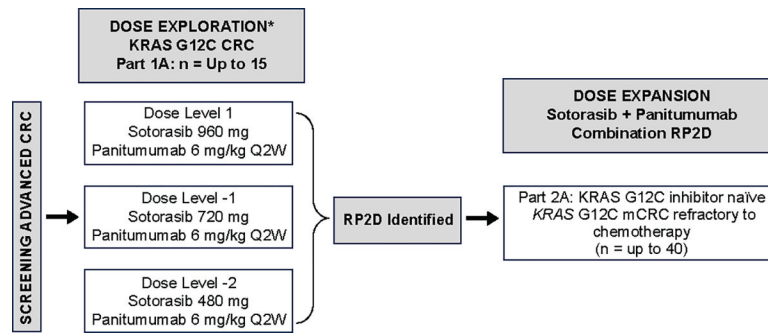 DOSE EXPLORATION*
KRAS G12C CRC
Part 1A: n = Up to 15
SCREENING ADVANCED CRC
Dose Level 1
Sotorasib 960 mg
Panitumumab 6 mg/kg Q2W
Dose Level -1
Sotorasib 720 mg
Panitumumab 6 mg/kg Q2W
Dose Level -2
Sotorasib 480 mg
Panitumumab 6 mg/kg Q2W
RP2D Identified
DOSE EXPANSION
Sotorasib + Panitumumab
Combination RP2D
Part 2A: KRAS G12C inhibitor naïve
KRAS G12C mCRC refractory to
chemotherapy
(n = up to 40)